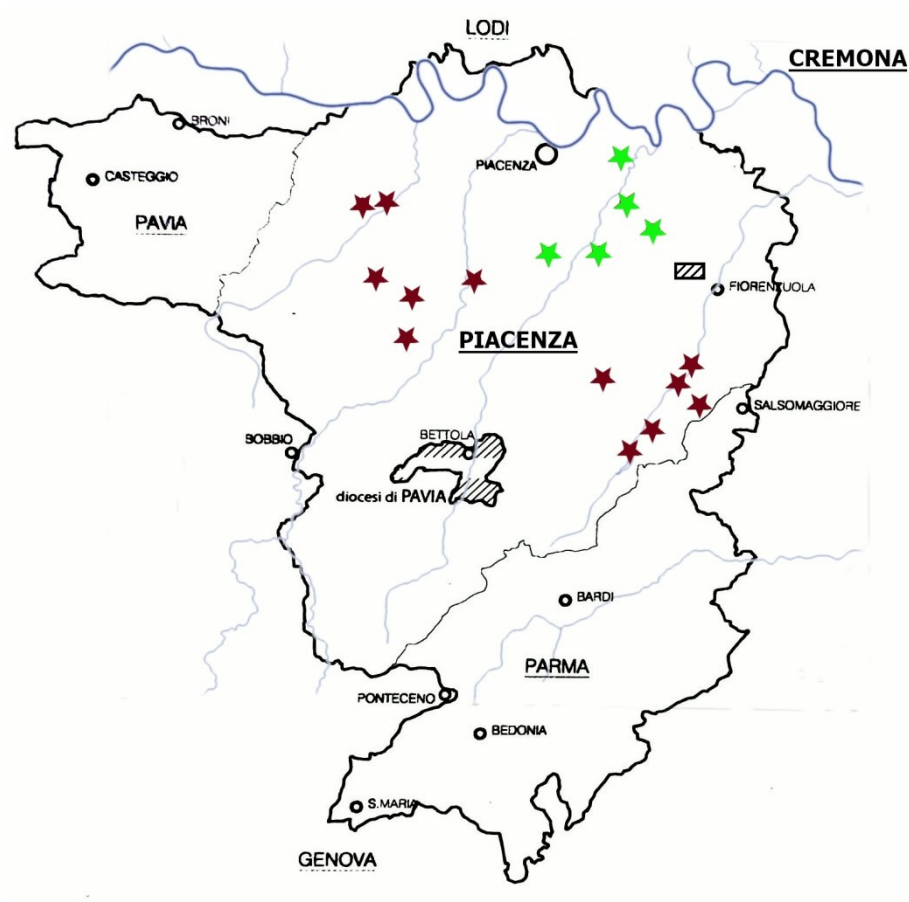 LODI
CREMONA
BRONI
PIACENZA
CASTEGGIO
PAVIA
FIORENZUOLA
PIACENZA
SALSOMAGGIORE
BOBBIO
BETTOLA
diocesi di PAVIA
BARDI
PARMA
PONTECENO
BEDONIA
S.MARIA
GENOVA